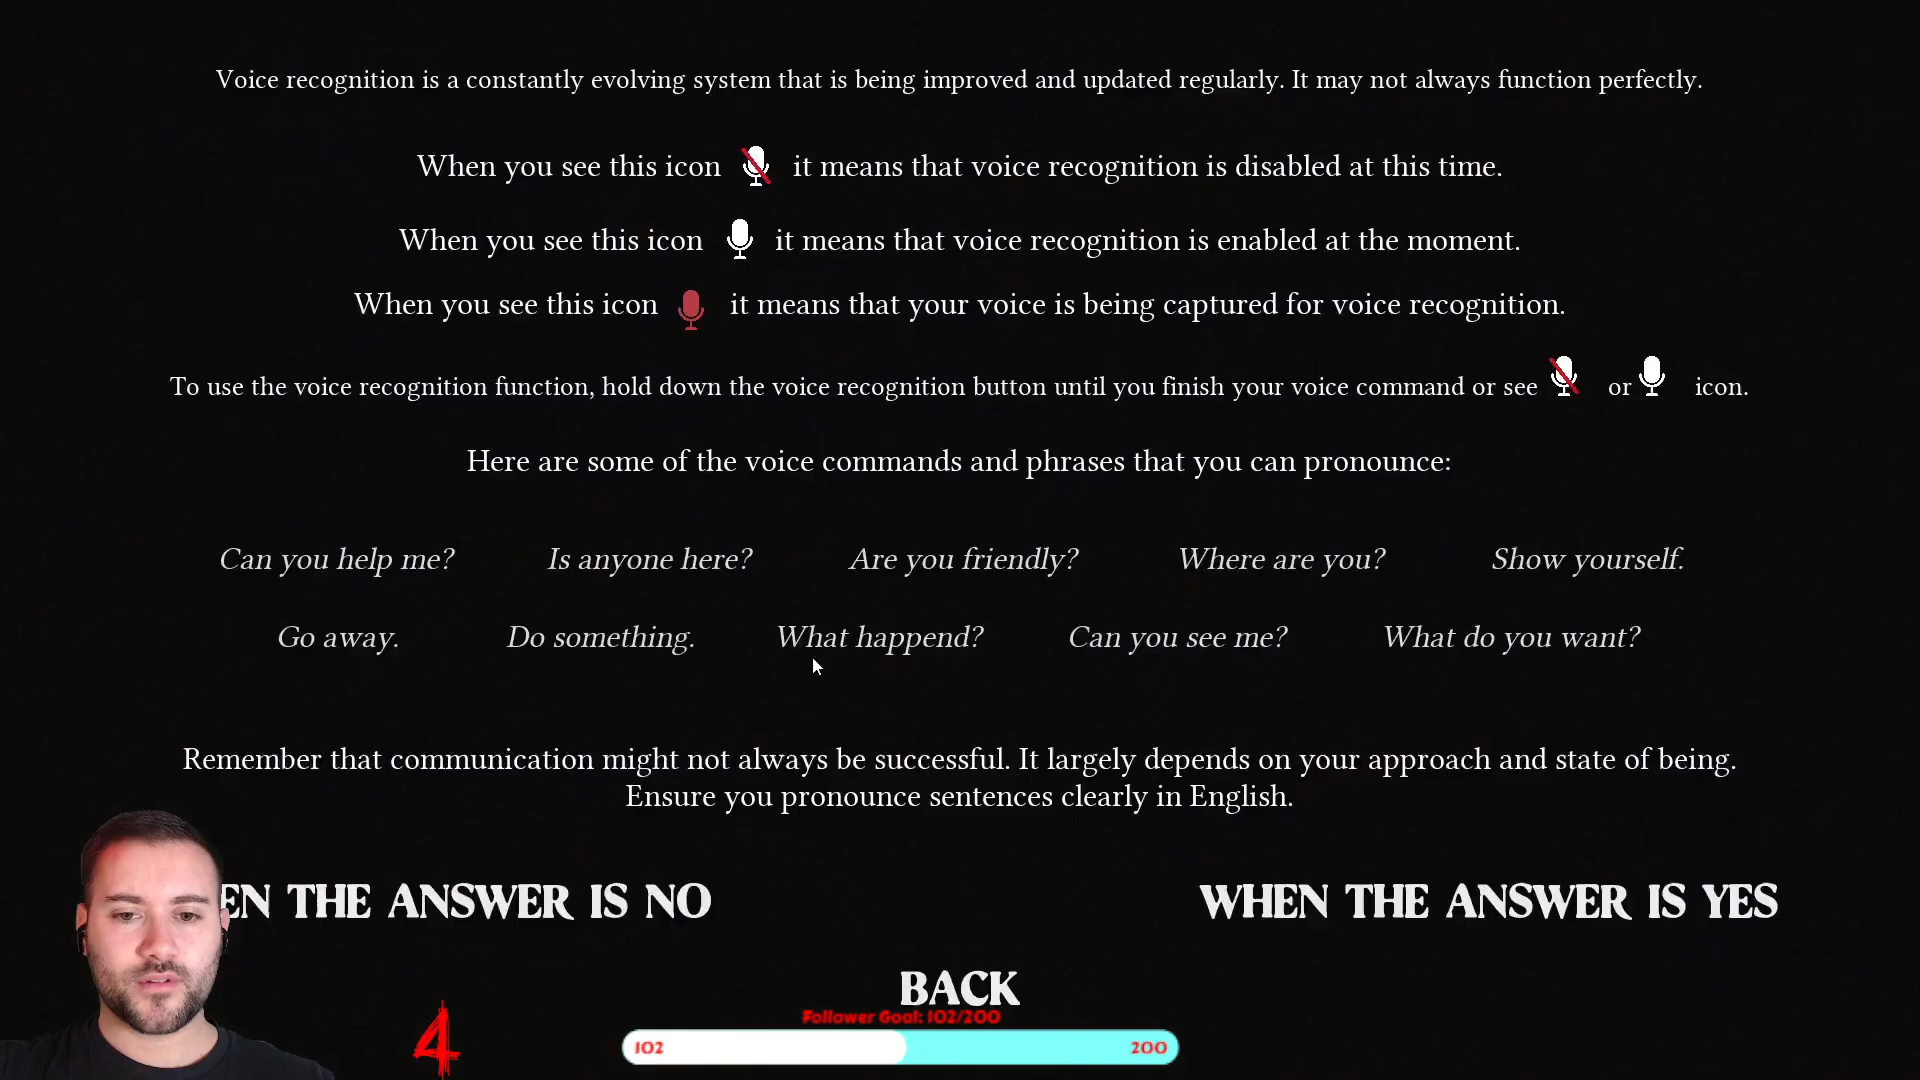 Voice recognition is a constantly evolving system that is being improved and updated regularly. It may not always function perfectly.
When you see this icon it means that voice recognition is disabled at this time.
When you see this icon it means that voice recognition is enabled at the moment.
When you see this icon it means that your voice is being captured for voice recognition.
To use the voice recognition function, hold down the voice recognition button until you finish your voice command or see or icon.
Here are some of the voice commands and phrases that you can pronounce:
Can you help me? Is anyone here? Are you friendly? Where are you? Show yourself.
Go away. Do something. What happend? Can you see me? What do you want?
Remember that communication might not always be successful. It largely depends on your approach and state of being.
Ensure you pronounce sentences clearly in English.
EN THE ANSWER IS NO WHEN THE ANSWER IS YES
BACK
Follower Goal: 102/200
4 102 200